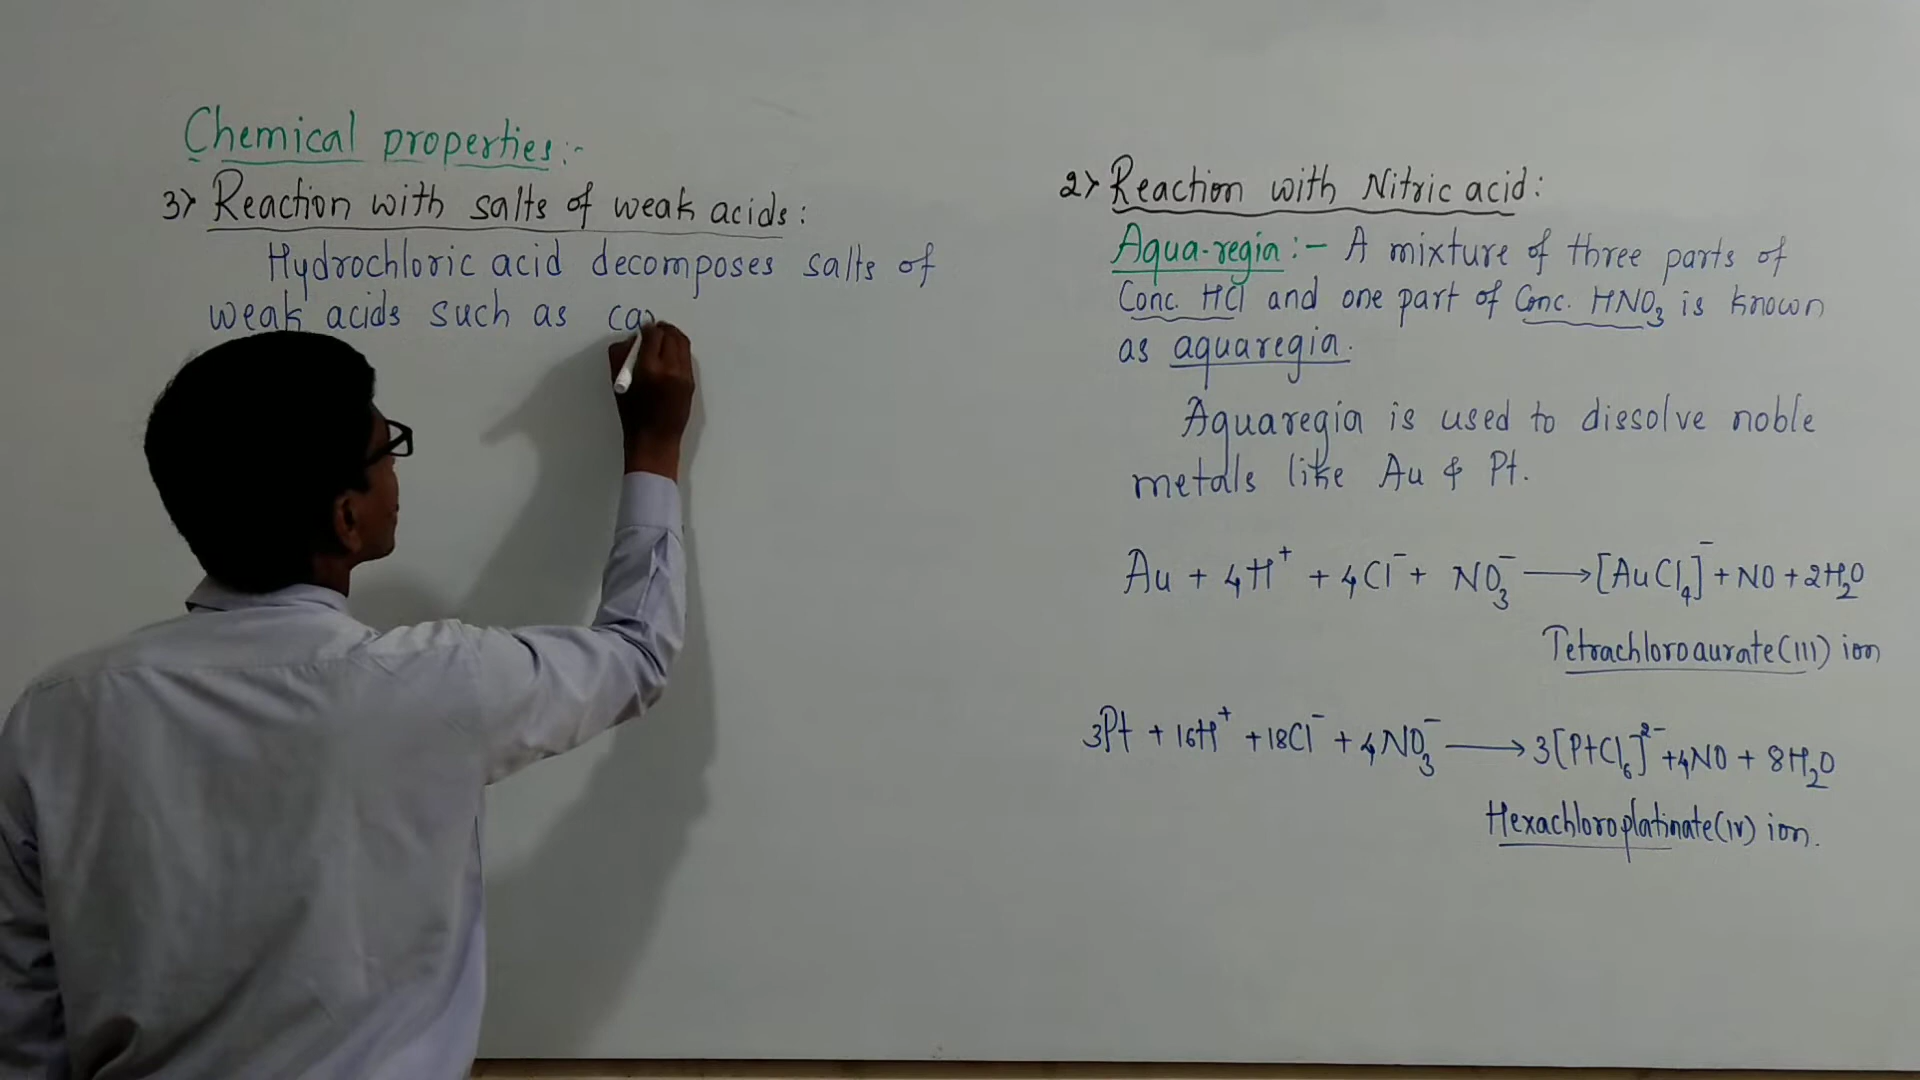 Chemical properties:-
3) Reaction with salts of weak acids:
Hydrochloric acid decomposes salts of
weak acids such as ca
2) Reaction with Nitric acid:
Aqua-regia:- A mixture of three parts of
Conc. HCl and one part of Conc. HNO₃ is known
as aquaregia.
Aquaregia is used to dissolve noble
metals like Au & Pt.
Au + 4H⁺ + 4Cl⁻ + NO₃⁻ ⟶ [AuCl₄]⁻ + NO + 2H₂O
Tetrachloroaurate(III) ion
3Pt + 16H⁺ + 18Cl⁻ + 4NO₃⁻ ⟶ 3[PtCl₆]²⁻ + 4NO + 8H₂O
Hexachloroplatinate(IV) ion.